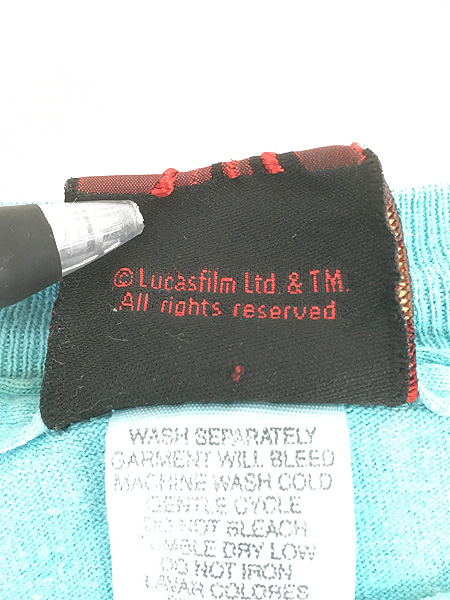 © Lucasfilm Ltd. & TM.
All rights reserved
WASH SEPARATELY
GARMENT WILL BLEED
MACHINE WASH COLD
GENTLE CYCLE
DO NOT BLEACH
TUMBLE DRY LOW
DO NOT IRON
LAVAR COLORES